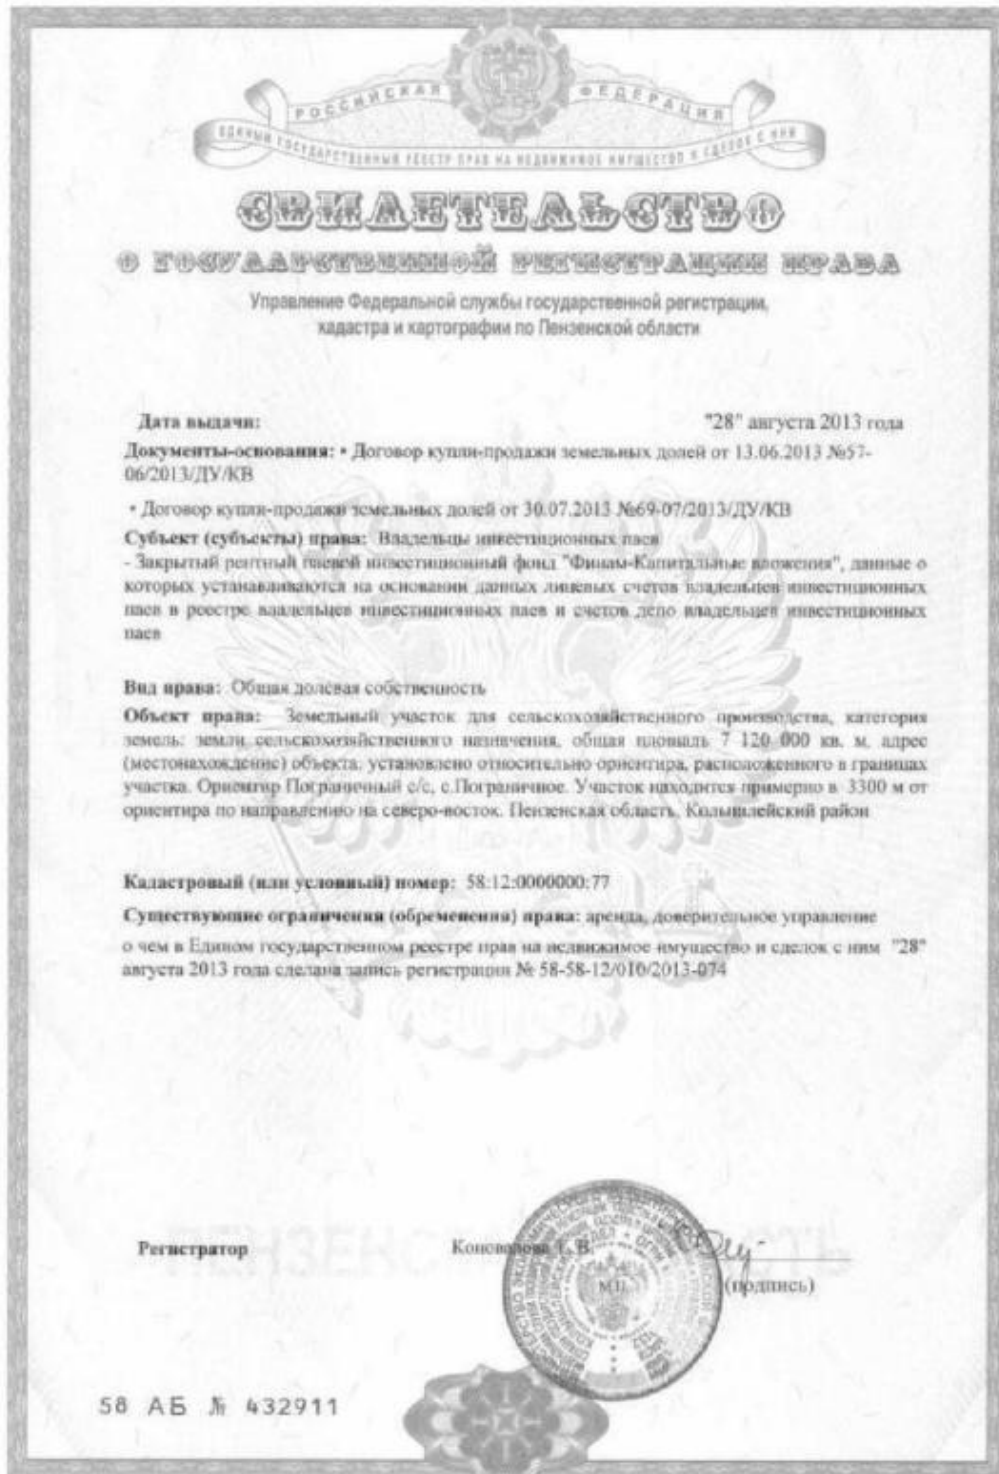 РОССИЙСКАЯ ФЕДЕРАЦИЯ
ЕДИНЫЙ ГОСУДАРСТВЕННЫЙ РЕЕСТР ПРАВ НА НЕДВИЖИМОЕ ИМУЩЕСТВО И СДЕЛОК С НИМ
СВИДЕТЕЛЬСТВО
О ГОСУДАРСТВЕННОЙ РЕГИСТРАЦИИ ПРАВА
Управление Федеральной службы государственной регистрации,
кадастра и картографии по Пензенской области
Дата выдачи: "28" августа 2013 года
Документы-основания: • Договор купли-продажи земельных долей от 13.06.2013 №57-
06/2013/ДУ/КВ
• Договор купли-продажи земельных долей от 30.07.2013 №69-07/2013/ДУ/КВ
Субъект (субъекты) права: Владельцы инвестиционных паев
- Закрытый рентный паевой инвестиционный фонд "Финам-Капитальные вложения", данные о
которых устанавливаются на основании данных лицевых счетов владельцев инвестиционных
паев в реестре владельцев инвестиционных паев и счетов депо владельцев инвестиционных
паев
Вид права: Общая долевая собственность
Объект права: Земельный участок для сельскохозяйственного производства, категория
земель: земли сельскохозяйственного назначения, общая площадь 7 120 000 кв. м, адрес
(местонахождение) объекта: установлено относительно ориентира, расположенного в границах
участка. Ориентир Пограничный с/с, с.Пограничное. Участок находится примерно в 3300 м от
ориентира по направлению на северо-восток. Пензенская область, Колышлейский район
Кадастровый (или условный) номер: 58:12:0000000:77
Существующие ограничения (обременения) права: аренда, доверительное управление
о чем в Едином государственном реестре прав на недвижимое имущество и сделок с ним "28"
августа 2013 года сделана запись регистрации № 58-58-12/010/2013-074
ПЕНЗЕНСКАЯ ОБЛАСТЬ
Регистратор Коновалова Т. В.
М.П. (подпись)
58 АБ № 432911